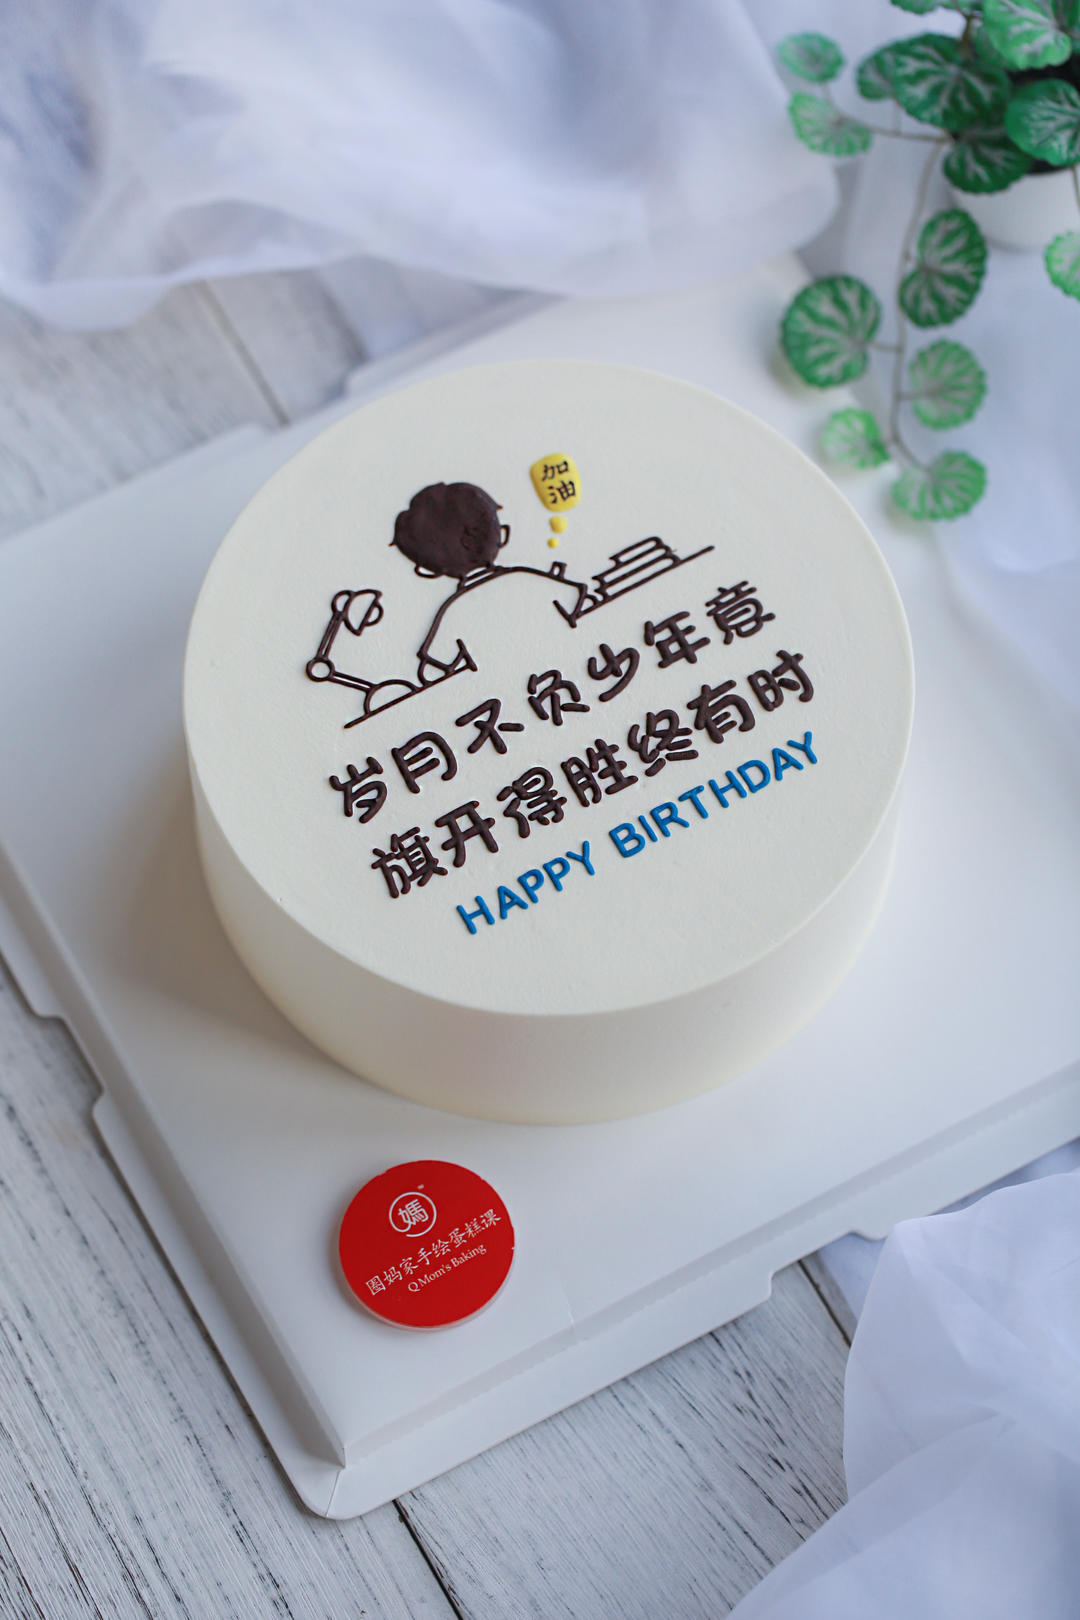 加
油
岁月不负少年意
旗开得胜终有时
HAPPY BIRTHDAY
媽
圈妈家手绘蛋糕课
Q Mom's Baking